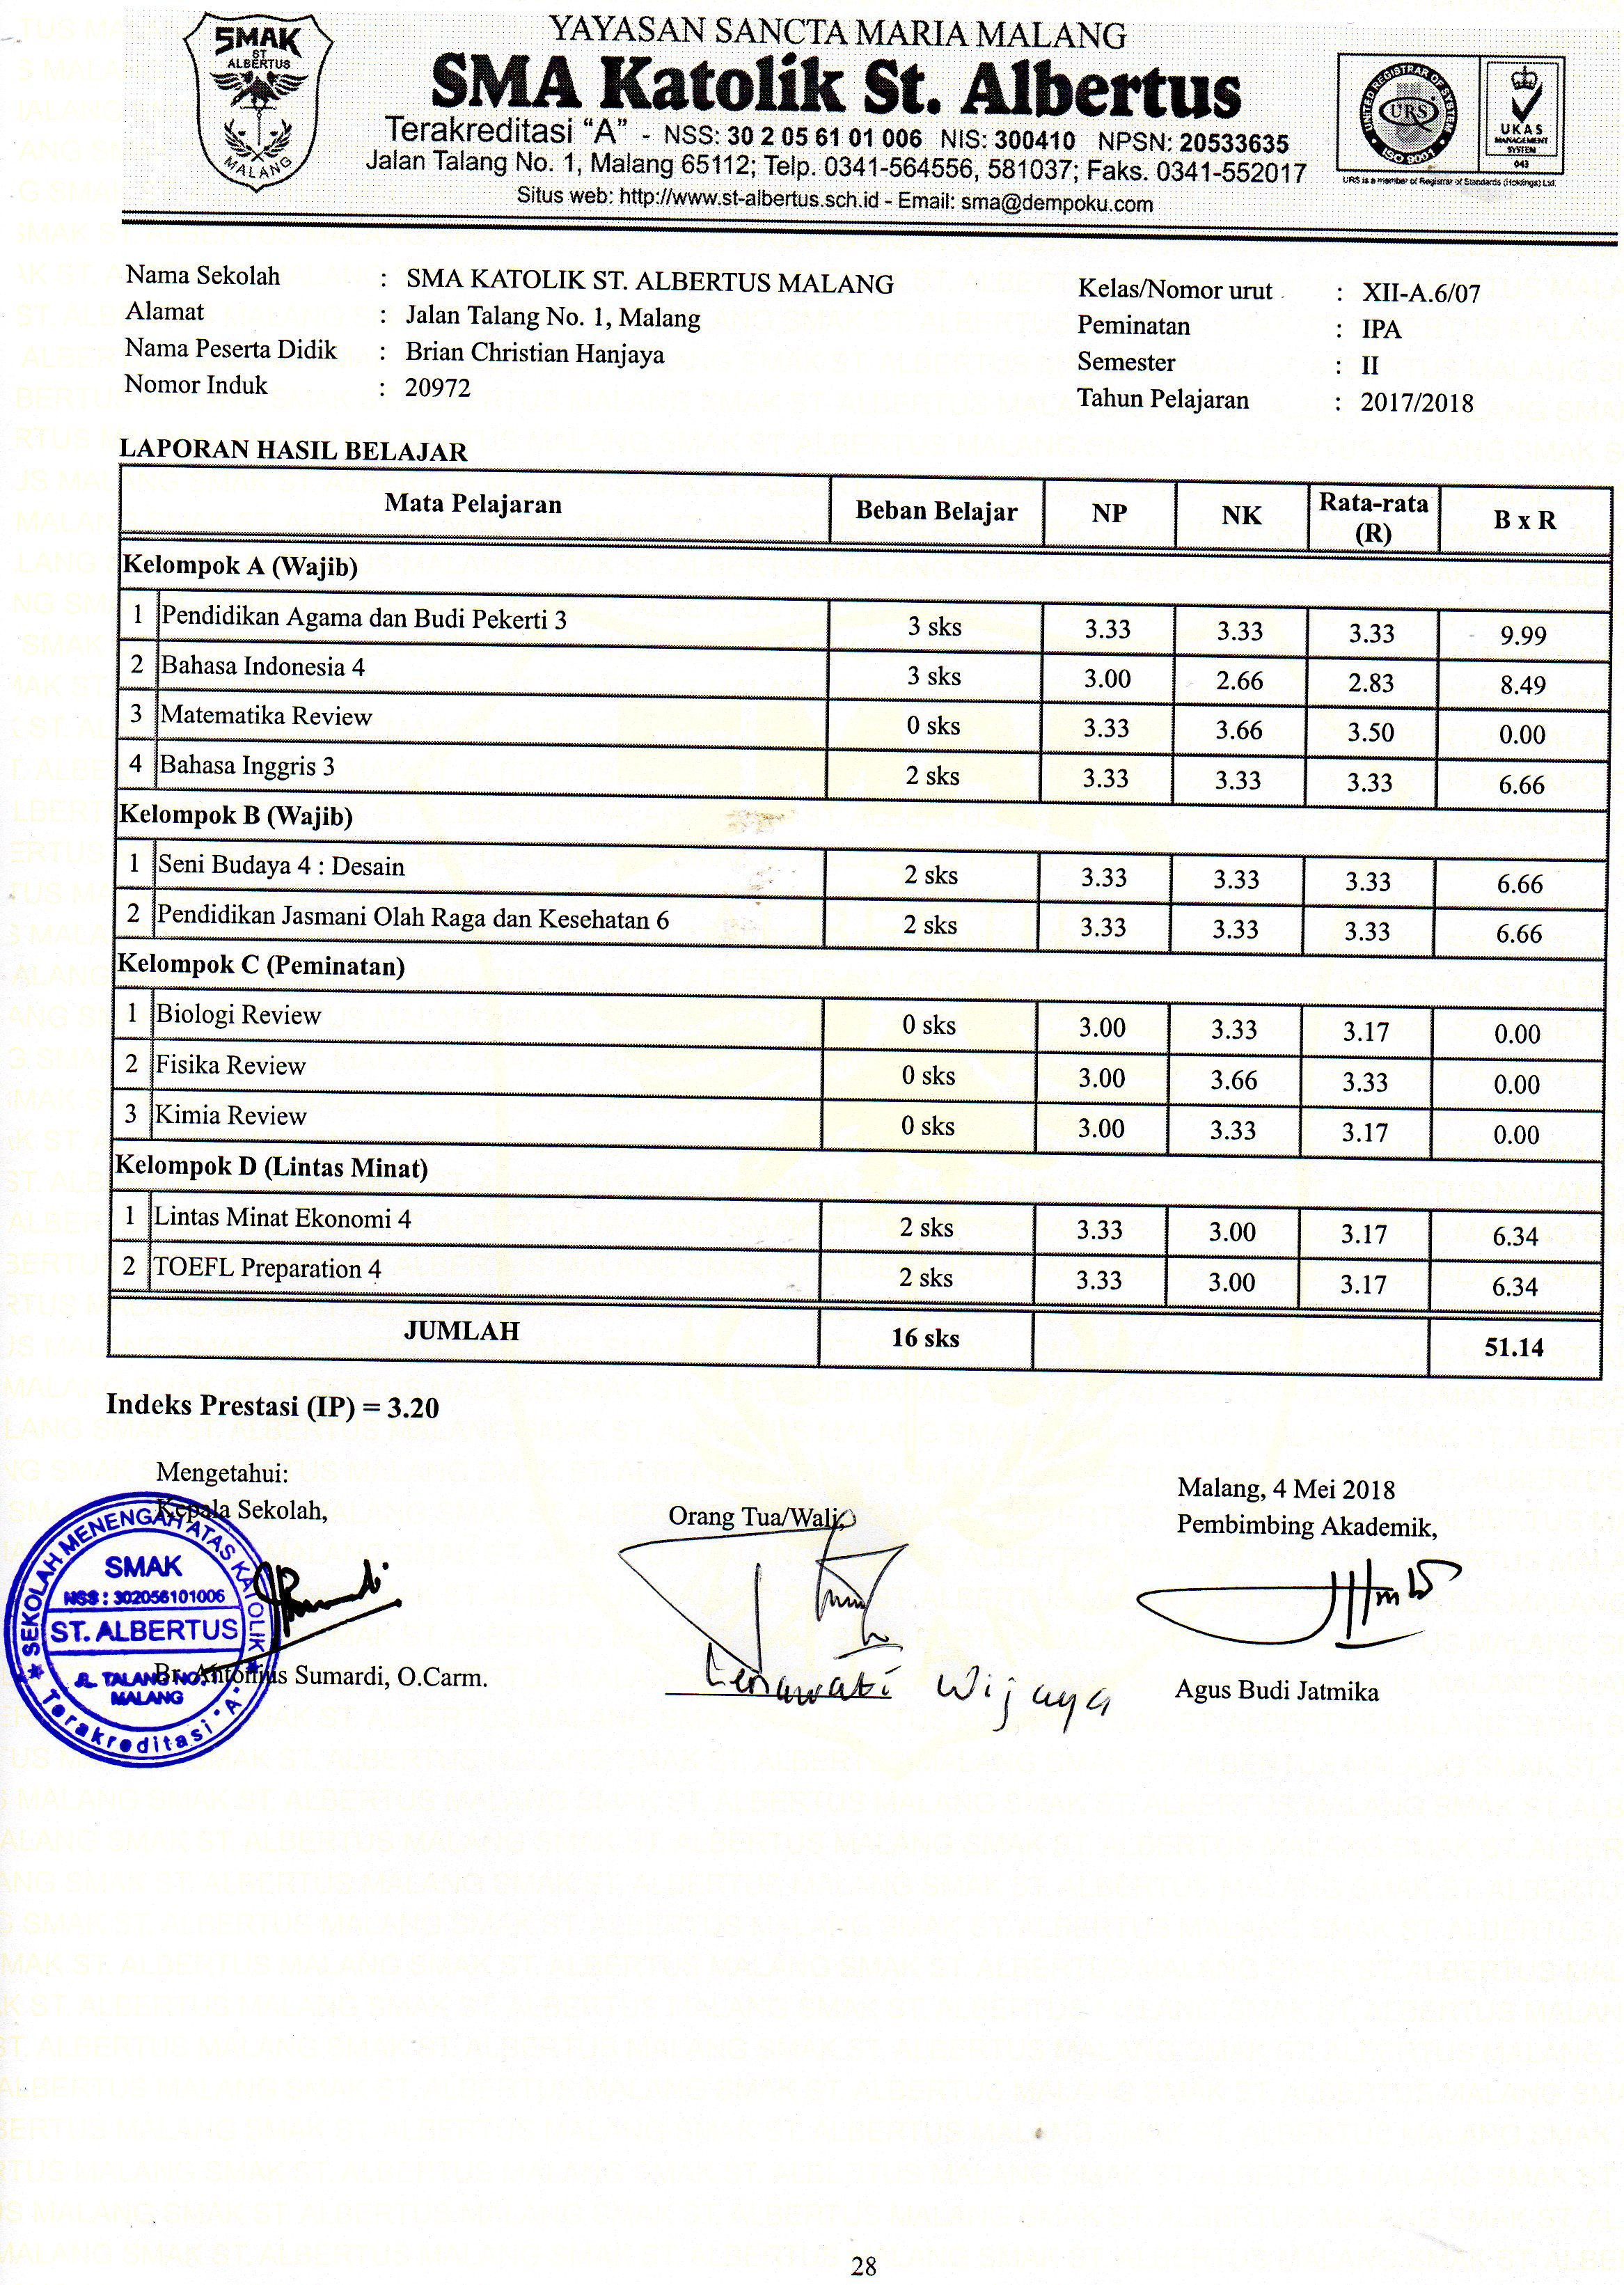 SMAK
ST
ALBERTUS
MALANG
YAYASAN SANCTA MARIA MALANG
SMA Katolik St. Albertus
Terakreditasi “A” - NSS: 30 2 05 61 01 006 NIS: 300410 NPSN: 20533635
Jalan Talang No. 1, Malang 65112; Telp. 0341-564556, 581037; Faks. 0341-552017
Situs web: http://www.st-albertus.sch.id - Email: sma@dempoku.com
UNITED REGISTRAR OF SYSTEMS
URS
ISO 9001
UKAS
MANAGEMENT
SYSTEM
043
URS is a member of Registrar of Standards (Holdings) Ltd.
Nama Sekolah : SMA KATOLIK ST. ALBERTUS MALANG
Alamat : Jalan Talang No. 1, Malang
Nama Peserta Didik : Brian Christian Hanjaya
Nomor Induk : 20972
Kelas/Nomor urut : XII-A.6/07
Peminatan : IPA
Semester : II
Tahun Pelajaran : 2017/2018
LAPORAN HASIL BELAJAR
Mata Pelajaran Beban Belajar NP NK Rata-rata (R) B x R
Kelompok A (Wajib)
1 Pendidikan Agama dan Budi Pekerti 3 3 sks 3.33 3.33 3.33 9.99
2 Bahasa Indonesia 4 3 sks 3.00 2.66 2.83 8.49
3 Matematika Review 0 sks 3.33 3.66 3.50 0.00
4 Bahasa Inggris 3 2 sks 3.33 3.33 3.33 6.66
Kelompok B (Wajib)
1 Seni Budaya 4 : Desain 2 sks 3.33 3.33 3.33 6.66
2 Pendidikan Jasmani Olah Raga dan Kesehatan 6 2 sks 3.33 3.33 3.33 6.66
Kelompok C (Peminatan)
1 Biologi Review 0 sks 3.00 3.33 3.17 0.00
2 Fisika Review 0 sks 3.00 3.66 3.33 0.00
3 Kimia Review 0 sks 3.00 3.33 3.17 0.00
Kelompok D (Lintas Minat)
1 Lintas Minat Ekonomi 4 2 sks 3.33 3.00 3.17 6.34
2 TOEFL Preparation 4 2 sks 3.33 3.00 3.17 6.34
JUMLAH 16 sks 51.14
Indeks Prestasi (IP) = 3.20
Mengetahui:
Kepala Sekolah,
Orang Tua/Wali,
Malang, 4 Mei 2018
Pembimbing Akademik,
SEKOLAH MENENGAH ATAS KATOLIK
SMAK
NSS : 302056101006
ST. ALBERTUS
JL. TALANG NO. 1
MALANG
Terakreditasi "A"
Br. Antonius Sumardi, O.Carm.
Wijaya
Agus Budi Jatmika
28